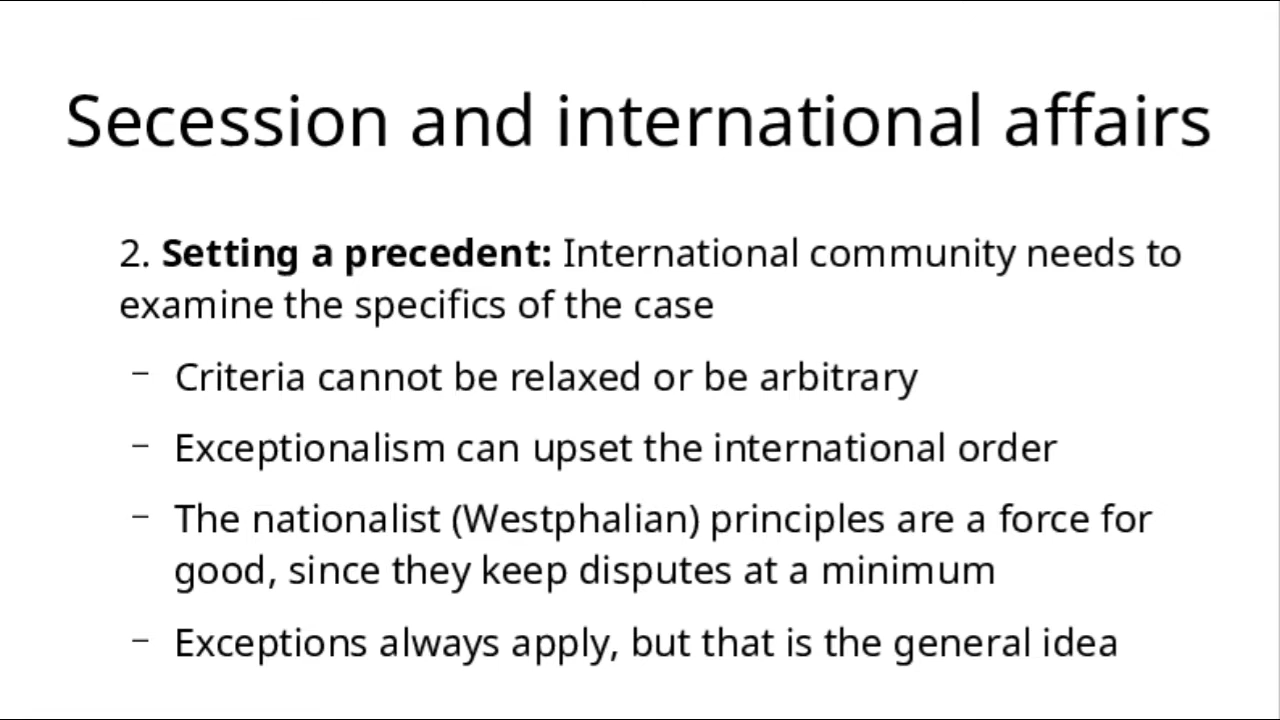 Secession and international affairs
2. Setting a precedent: International community needs to
examine the specifics of the case
– Criteria cannot be relaxed or be arbitrary
– Exceptionalism can upset the international order
– The nationalist (Westphalian) principles are a force for
good, since they keep disputes at a minimum
– Exceptions always apply, but that is the general idea